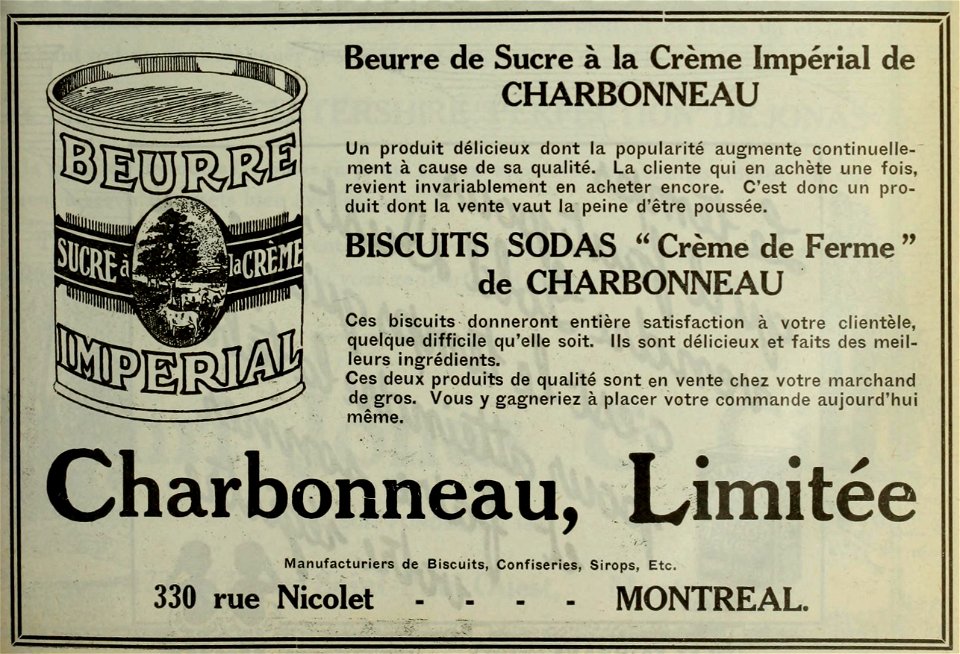 BEURRE
SUCRE à la CRÈME
IMPERIAL
Beurre de Sucre à la Crème Impérial de
CHARBONNEAU
Un produit délicieux dont la popularité augmente continuelle-
ment à cause de sa qualité. La cliente qui en achète une fois,
revient invariablement en acheter encore. C'est donc un pro-
duit dont la vente vaut la peine d'être poussée.
BISCUITS SODAS “Crème de Ferme”
de CHARBONNEAU
Ces biscuits donneront entière satisfaction à votre clientèle,
quelque difficile qu'elle soit. Ils sont délicieux et faits des meil-
leurs ingrédients.
Ces deux produits de qualité sont en vente chez votre marchand
de gros. Vous y gagneriez à placer votre commande aujourd'hui
même.
Charbonneau, Limitée
Manufacturiers de Biscuits, Confiseries, Sirops, Etc.
330 rue Nicolet - - - - MONTREAL.